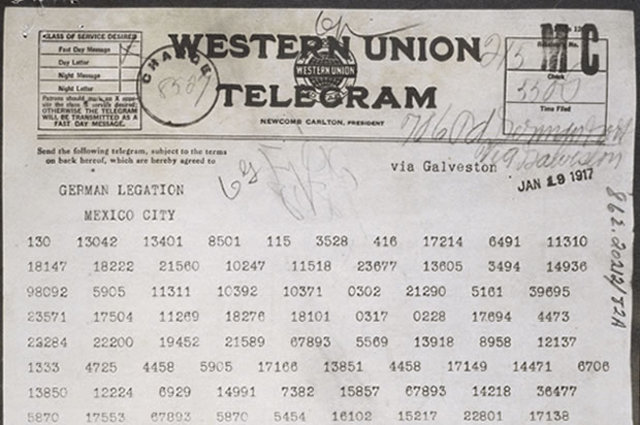 CLASS OF SERVICE DESIRED
Fast Day Message
Day Letter
Night Message
Night Letter
Patrons should mark an X oppo-
site the class of service desired;
OTHERWISE THE TELEGRAM
WILL BE TRANSMITTED AS A
FAST DAY MESSAGE.
CHARGE
WESTERN UNION
WESTERN UNION
TELEGRAM
NEWCOMB CARLTON, PRESIDENT
Check
Time Filed
Send the following telegram, subject to the terms
on back hereof, which are hereby agreed to
via Galveston
JAN 19 1917
GERMAN LEGATION
MEXICO CITY
130 13042 13401 8501 115 3528 416 17214 6491 11310
18147 18222 21560 10247 11518 23677 13605 3494 14936
98092 5905 11311 10392 10371 0302 21290 5161 39695
23571 17504 11269 18276 18101 0317 0228 17694 4473
23284 22200 19452 21589 67893 5569 13918 8958 12137
1333 4725 4458 5905 17166 13851 4458 17149 14471 6706
13850 12224 6929 14991 7382 15857 67893 14218 36477
5870 17553 67893 5870 5454 16102 15217 22801 17138